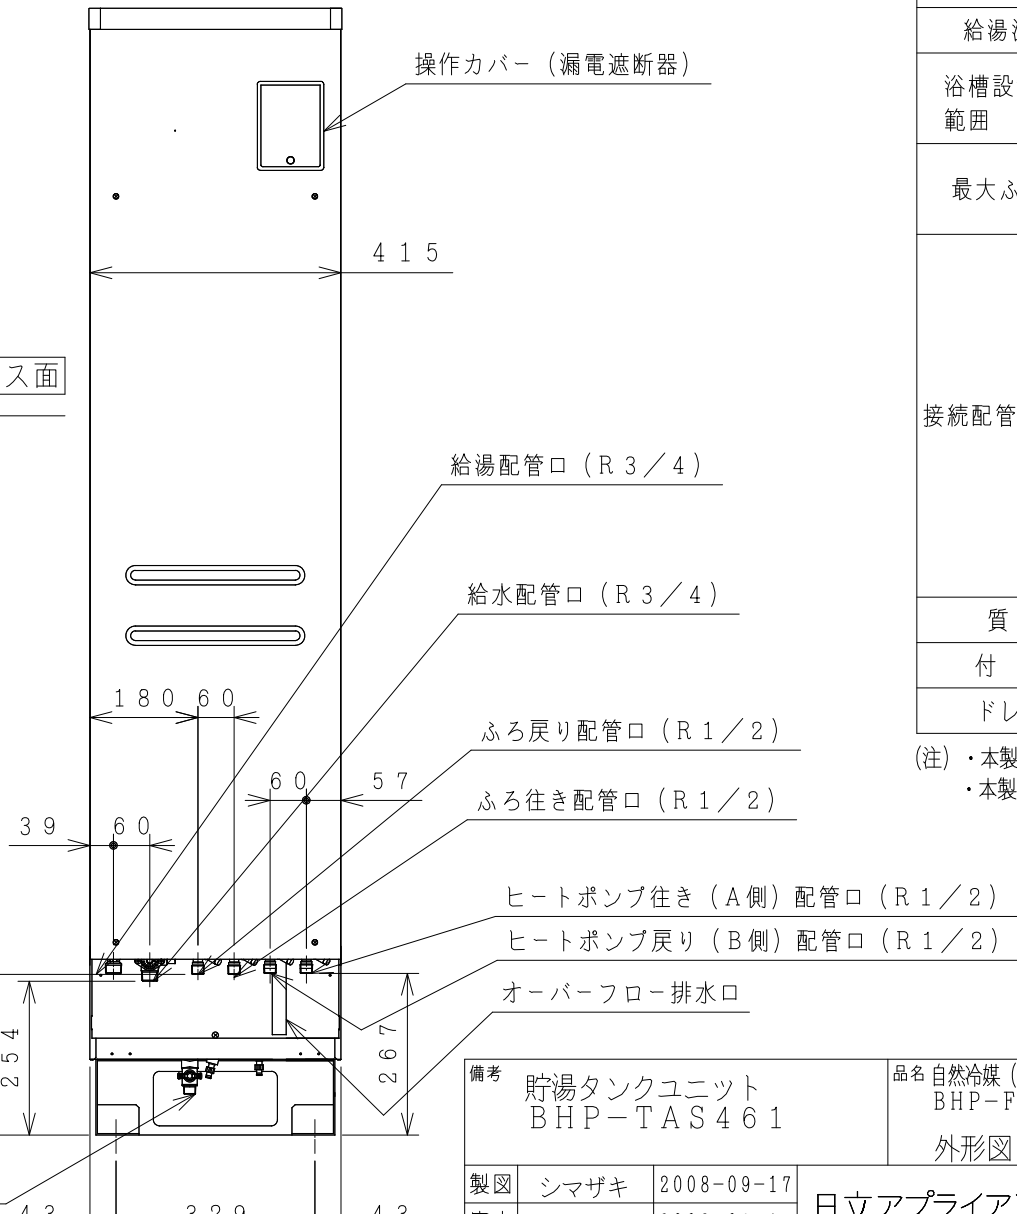 操作カバー（漏電遮断器）
415
ス面
給湯配管口（R3／4）
給水配管口（R3／4）
180 60
ふろ戻り配管口（R1／2）
60 57
ふろ往き配管口（R1／2）
39 60
ヒートポンプ往き（A側）配管口（R1／2）
ヒートポンプ戻り（B側）配管口（R1／2）
オーバーフロー排水口
254
267
43 329 43
給湯
浴槽設
範囲
最大ふ
接続配管
質
付
ドレ
(注) ・本製
・本製
備考
貯湯タンクユニット
BHP−TAS461
品名 自然冷媒（
BHP−F
外形図
製図 シマザキ 2008−09−17
日立アプライア